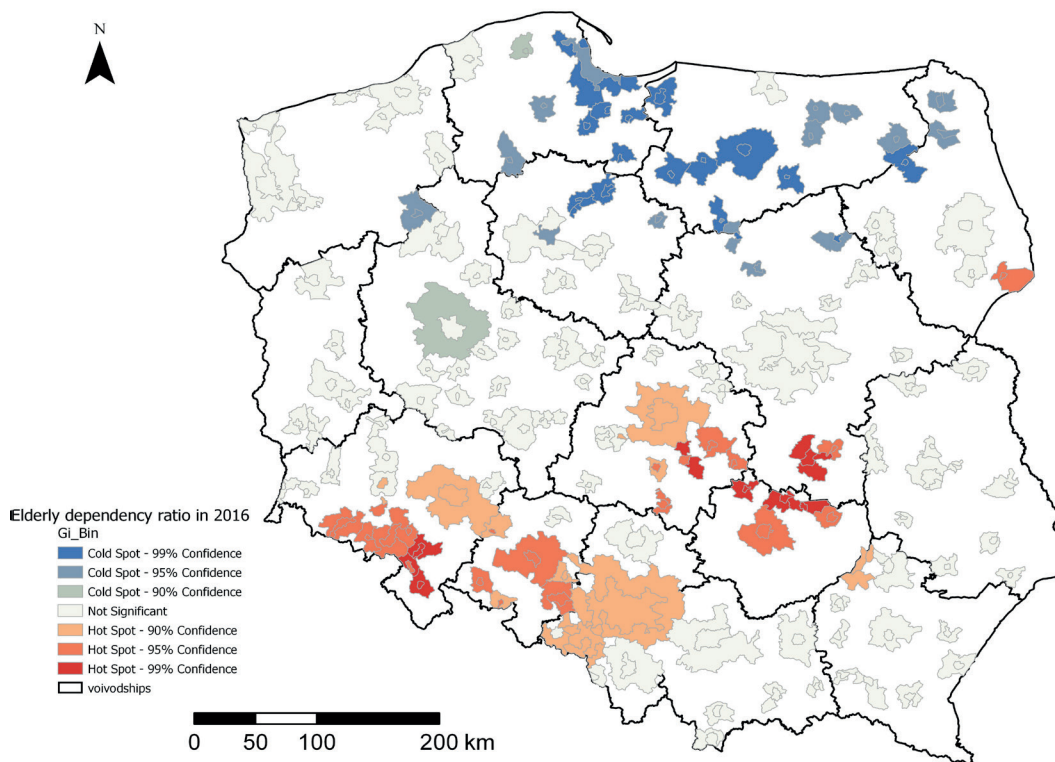 N
Elderly dependency ratio in 2016
Gi_Bin
Cold Spot - 99% Confidence
Cold Spot - 95% Confidence
Cold Spot - 90% Confidence
Not Significant
Hot Spot - 90% Confidence
Hot Spot - 95% Confidence
Hot Spot - 99% Confidence
voivodships
0 50 100 200 km